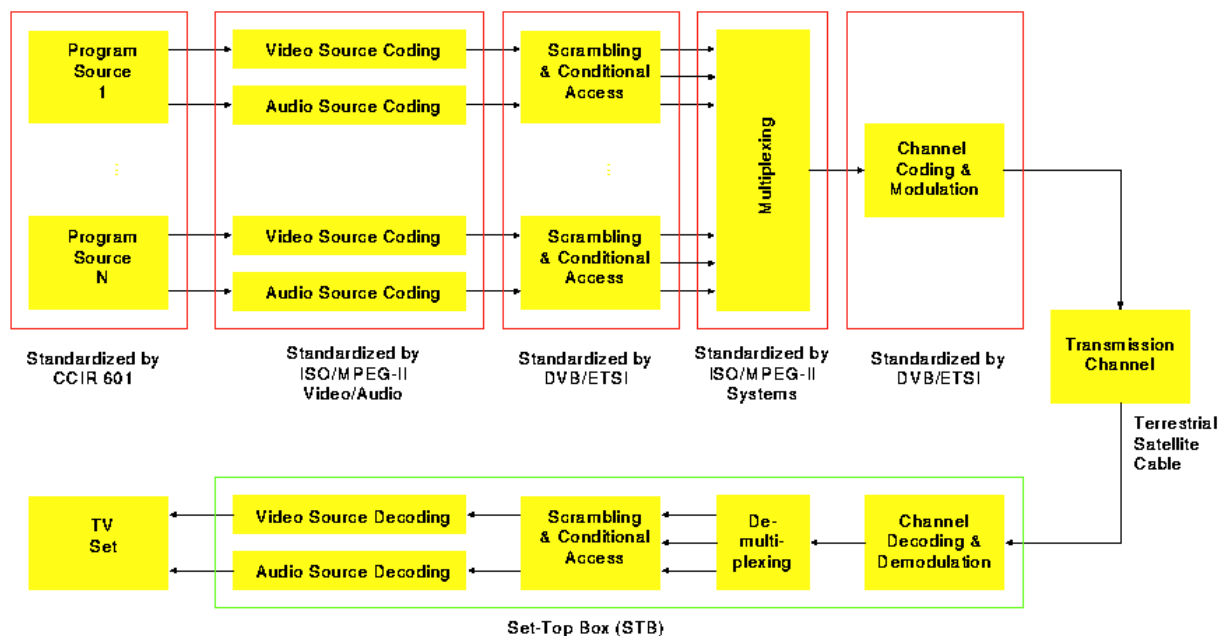 Program
Source
1
Video Source Coding
Audio Source Coding
Scrambling
& Conditional
Access
Multiplexing
Channel
Coding &
Modulation
Program
Source
N
Video Source Coding
Audio Source Coding
Scrambling
& Conditional
Access
Standardized by
CCIR 601
Standardized by
ISO/MPEG-II
Video/Audio
Standardized by
DVB/ETSI
Standardized by
ISO/MPEG-II
Systems
Standardized by
DVB/ETSI
Transmission
Channel
Terrestrial
Satellite
Cable
TV
Set
Video Source Decoding
Audio Source Decoding
Scrambling
& Conditional
Access
De-
multi-
plexing
Channel
Decoding &
Demodulation
Set-Top Box (STB)